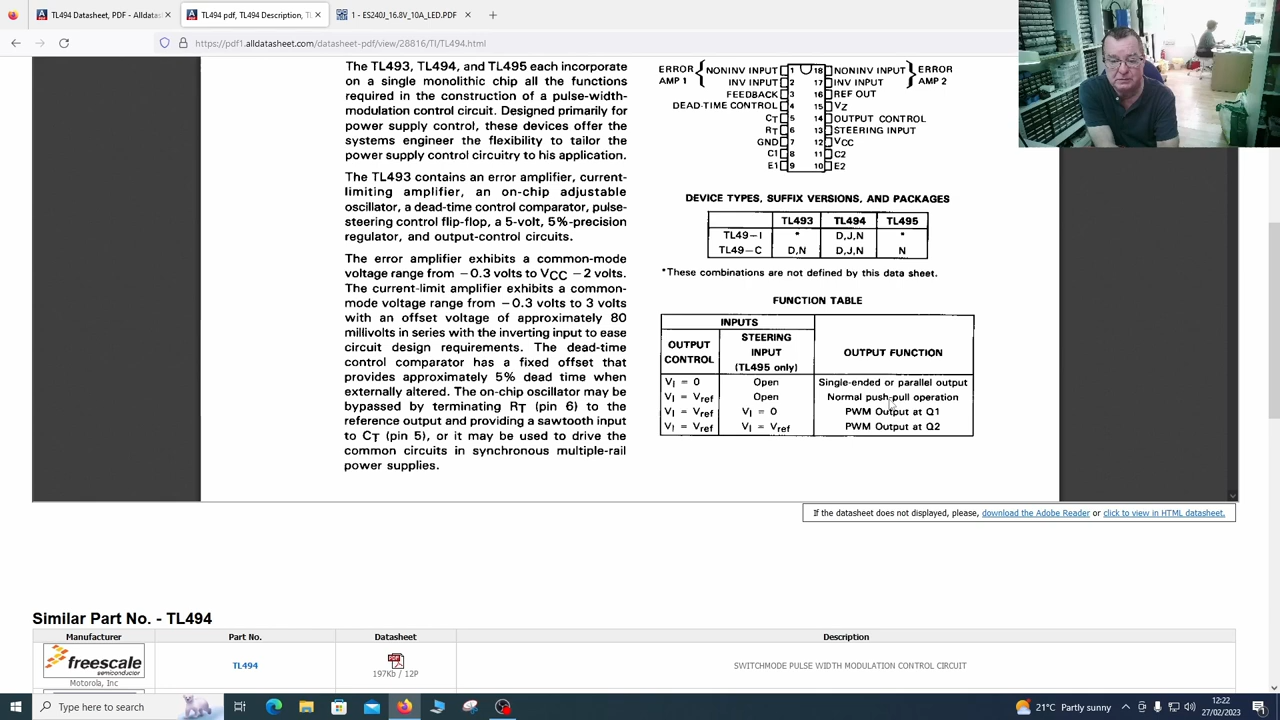 TL494 Datasheet, PDF - Alldatas
TL494 pdf, TL494 Description, Tl
1 - ES240J_16.8V_10A_LED.PDF
https://pdf1.alldatasheet.com/datasheet-pdf/view/28816/TI/TL494.html
The TL493, TL494, and TL495 each incorporate
on a single monolithic chip all the functions
required in the construction of a pulse-width-
modulation control circuit. Designed primarily for
power supply control, these devices offer the
systems engineer the flexibility to tailor the
power supply control circuitry to his application.
The TL493 contains an error amplifier, current-
limiting amplifier, an on-chip adjustable
oscillator, a dead-time control comparator, pulse-
steering control flip-flop, a 5-volt, 5%-precision
regulator, and output-control circuits.
The error amplifier exhibits a common-mode
voltage range from −0.3 volts to VCC −2 volts.
The current-limit amplifier exhibits a common-
mode voltage range from −0.3 volts to 3 volts
with an offset voltage of approximately 80
millivolts in series with the inverting input to ease
circuit design requirements. The dead-time
control comparator has a fixed offset that
provides approximately 5% dead time when
externally altered. The on-chip oscillator may be
bypassed by terminating RT (pin 6) to the
reference output and providing a sawtooth input
to CT (pin 5), or it may be used to drive the
common circuits in synchronous multiple-rail
power supplies.
ERROR AMP 1 NONINV INPUT 1 18 NONINV INPUT ERROR AMP 2
INV INPUT 2 17 INV INPUT
FEEDBACK 3 16 REF OUT
DEAD-TIME CONTROL 4 15 VZ
CT 5 14 OUTPUT CONTROL
RT 6 13 STEERING INPUT
GND 7 12 VCC
C1 8 11 C2
E1 9 10 E2
DEVICE TYPES, SUFFIX VERSIONS, AND PACKAGES
TL493 TL494 TL495
TL49–I * D,J,N *
TL49–C D,N D,J,N N
*These combinations are not defined by this data sheet.
FUNCTION TABLE
INPUTS
OUTPUT CONTROL STEERING INPUT (TL495 only) OUTPUT FUNCTION
VI = 0 Open Single-ended or parallel output
VI = Vref Open Normal push-pull operation
VI = Vref VI = 0 PWM Output at Q1
VI = Vref VI = Vref PWM Output at Q2
If the datasheet does not displayed, please, download the Adobe Reader or click to view in HTML datasheet.
Similar Part No. - TL494
Manufacturer Part No. Datasheet Description
freescale
semiconductor
Motorola, Inc
TL494
197Kb / 12P
SWITCHMODE PULSE WIDTH MODULATION CONTROL CIRCUIT
Type here to search
21°C Partly sunny
12:22
27/02/2023